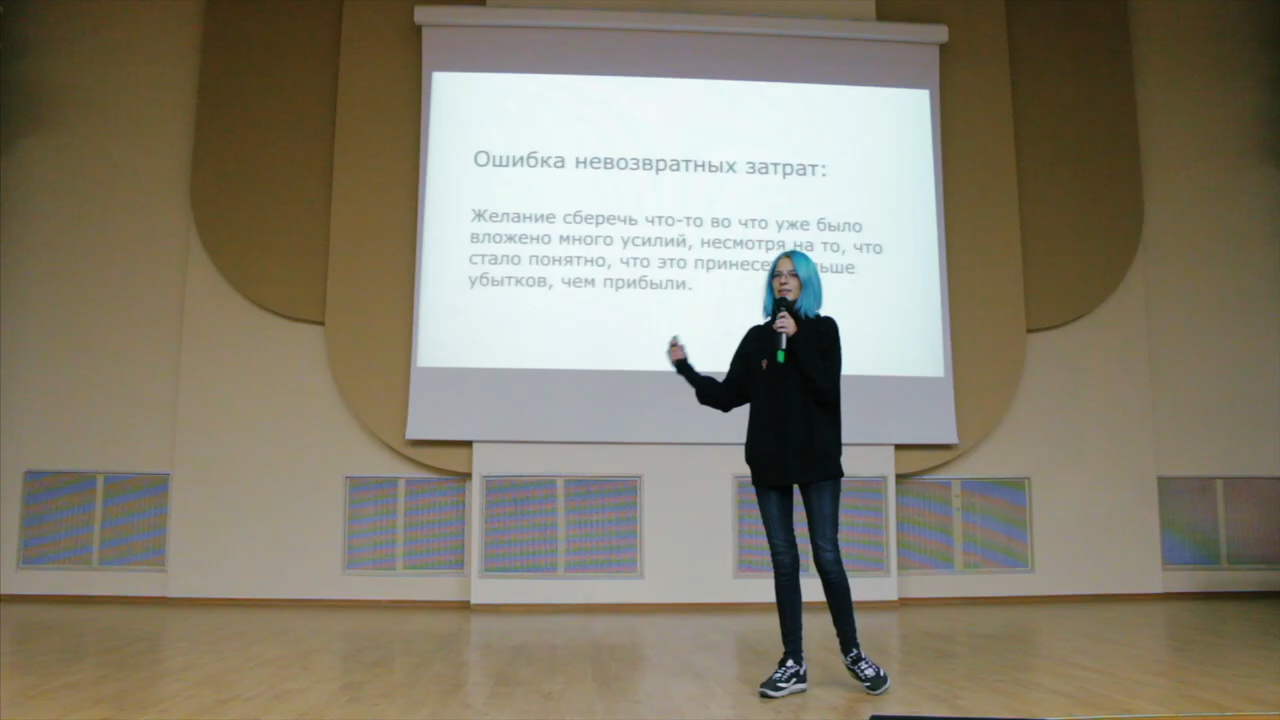 Ошибка невозвратных затрат:
Желание сберечь что-то во что уже было
вложено много усилий, несмотря на то, что
стало понятно, что это
убытков, чем прибыли.